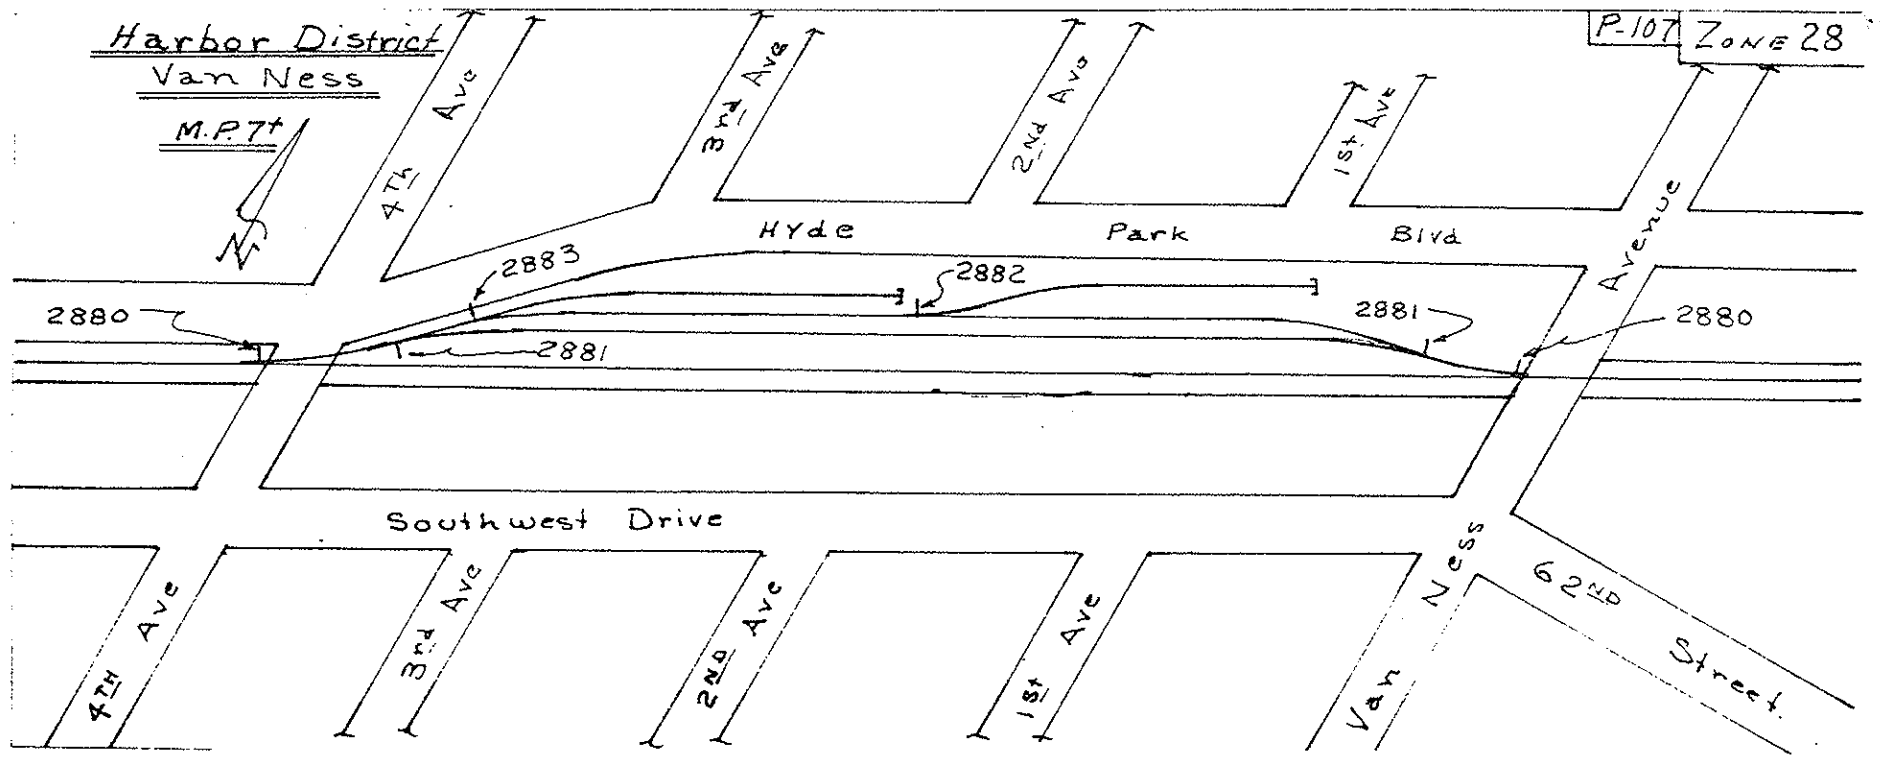 Harbor District
Van Ness
M.P. 7+
P-107
ZONE 28
4Th Ave
3rd Ave
2Nd Ave
1St Ave
N
Hyde Park Blvd
2883
2882
2880
2881
2881
2880
Van Ness Avenue
Southwest Drive
4TH Ave
3rd Ave
2ND Ave
1St Ave
62ND Street.